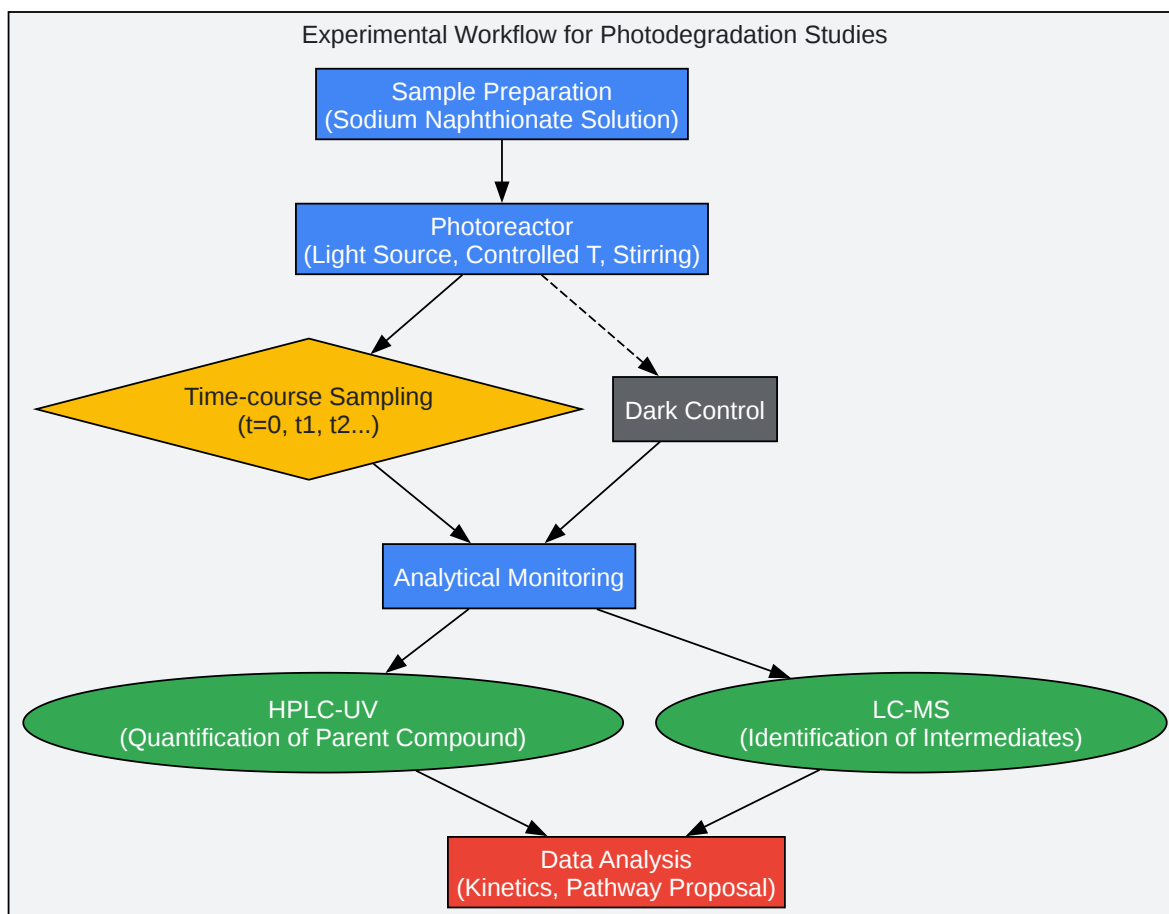 Experimental Workflow for Photodegradation Studies
Sample Preparation
(Sodium Naphthionate Solution)
Photoreactor
(Light Source, Controlled T, Stirring)
Time-course Sampling
(t=0, t1, t2...)
Dark Control
Analytical Monitoring
HPLC-UV
(Quantification of Parent Compound)
LC-MS
(Identification of Intermediates)
Data Analysis
(Kinetics, Pathway Proposal)